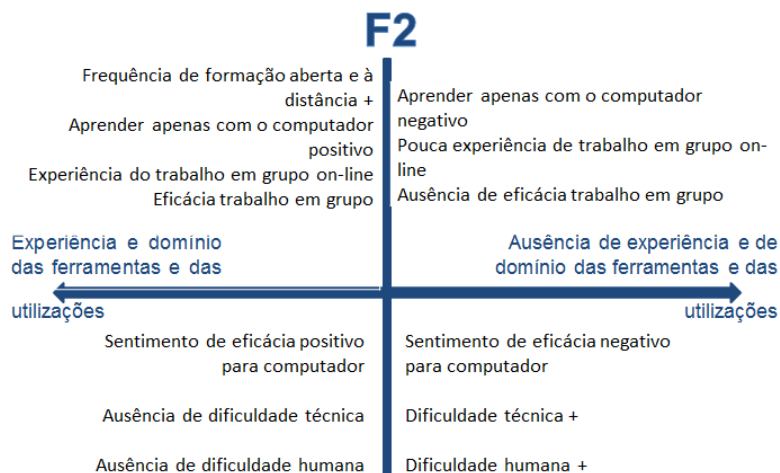 F2
Frequência de formação aberta e à
distância +
Aprender apenas com o computador
positivo
Experiência do trabalho em grupo on-line
Eficácia trabalho em grupo
Aprender apenas com o computador
negativo
Pouca experiência de trabalho em grupo on-
line
Ausência de eficácia trabalho em grupo
Experiência e domínio
das ferramentas e das
utilizações
Ausência de experiência e de
domínio das ferramentas e das
utilizações
Sentimento de eficácia positivo
para computador
Ausência de dificuldade técnica
Ausência de dificuldade humana
Sentimento de eficácia negativo
para computador
Dificuldade técnica +
Dificuldade humana +